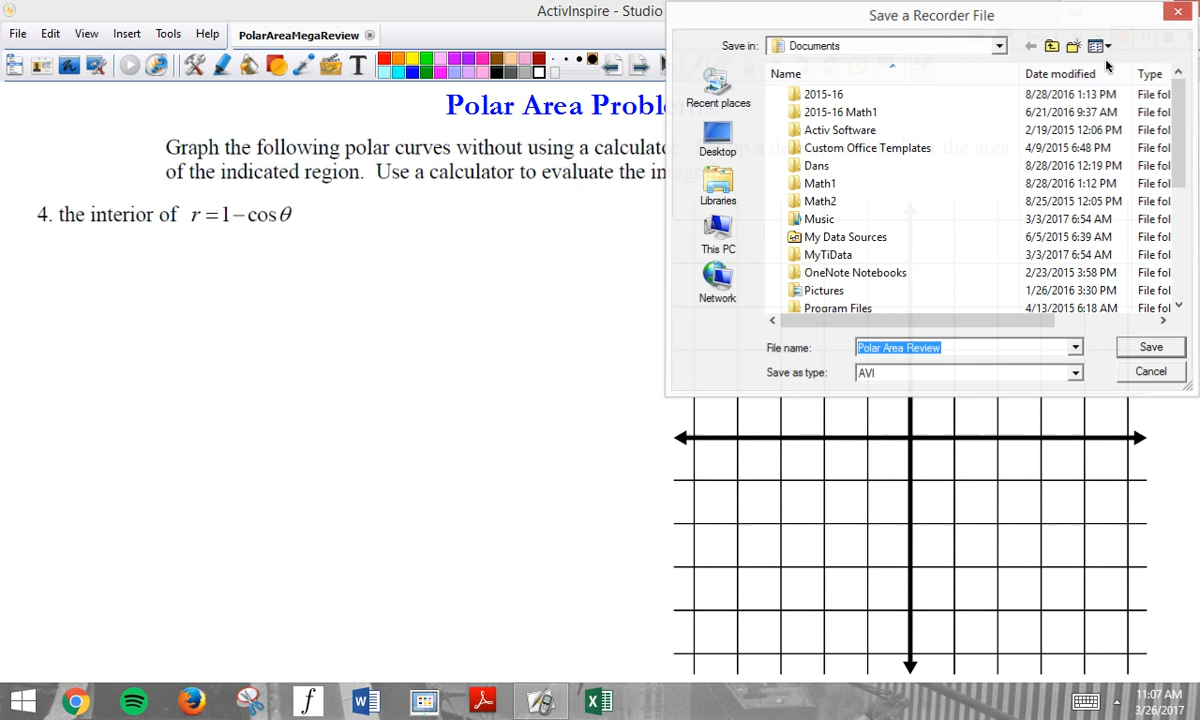 ActivInspire - Studio
File Edit View Insert Tools Help PolarAreaMegaReview
Save a Recorder File
Save in: Documents
Name Date modified Type
2015-16 8/28/2016 1:13 PM File fol
2015-16 Math1 6/21/2016 9:37 AM File fol
Activ Software 2/19/2015 12:06 PM File fol
Custom Office Templates 4/9/2015 6:48 PM File fol
Dans 8/28/2016 12:19 PM File fol
Math1 8/28/2016 1:12 PM File fol
Math2 8/25/2015 12:05 PM File fol
Music 3/3/2017 6:54 AM File fol
My Data Sources 6/5/2015 6:39 AM File fol
MyTiData 3/3/2017 6:54 AM File fol
OneNote Notebooks 2/23/2015 3:58 PM File fol
Pictures 1/26/2016 3:30 PM File fol
Program Files 4/13/2015 6:18 AM File fol
Recent places
Desktop
Libraries
This PC
Network
File name: Polar Area Review Save
Save as type: AVI Cancel
Polar Area Probl
Graph the following polar curves without using a calculator. the area
of the indicated region. Use a calculator to evaluate the in
4. the interior of r = 1 − cos θ
11:07 AM
3/26/2017